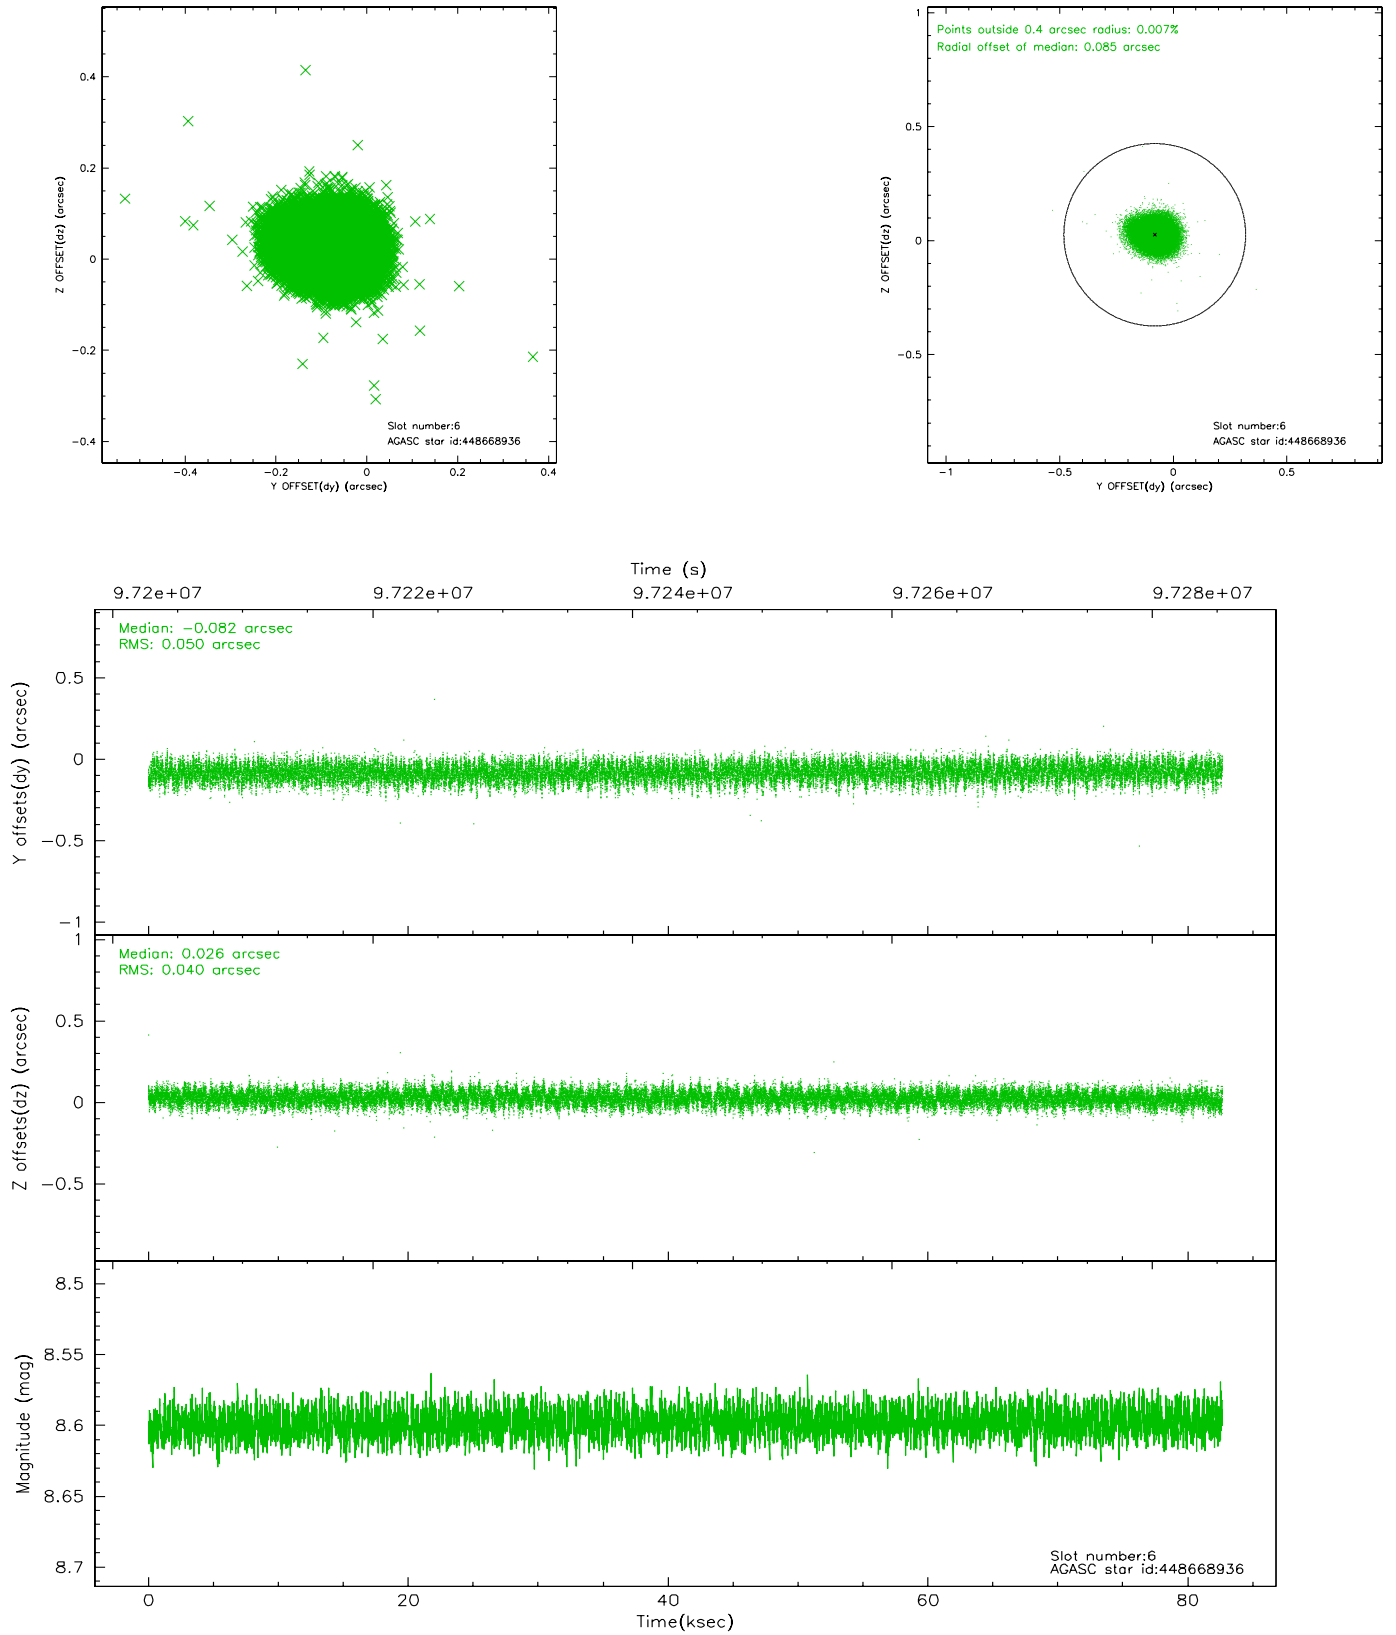 0.4
0.2
0
-0.2
-0.4
Z OFFSET(dz) (arcsec)
Slot number:6
AGASC star id:448668936
-0.4 -0.2 0 0.2 0.4
Y OFFSET(dy) (arcsec)
Points outside 0.4 arcsec radius: 0.007%
Radial offset of median: 0.085 arcsec
1
0.5
0
-0.5
Z OFFSET(dz) (arcsec)
Slot number:6
AGASC star id:448668936
-1 -0.5 0 0.5
Y OFFSET(dy) (arcsec)
Time (s)
9.72e+07 9.722e+07 9.724e+07 9.726e+07 9.728e+07
Median: -0.082 arcsec
RMS: 0.050 arcsec
0.5
0
-0.5
-1
Y offsets(dy) (arcsec)
Median: 0.026 arcsec
RMS: 0.040 arcsec
1
0.5
0
-0.5
Z offsets(dz) (arcsec)
8.5
8.55
8.6
8.65
8.7
Magnitude (mag)
Slot number:6
AGASC star id:448668936
0 20 40 60 80
Time(ksec)